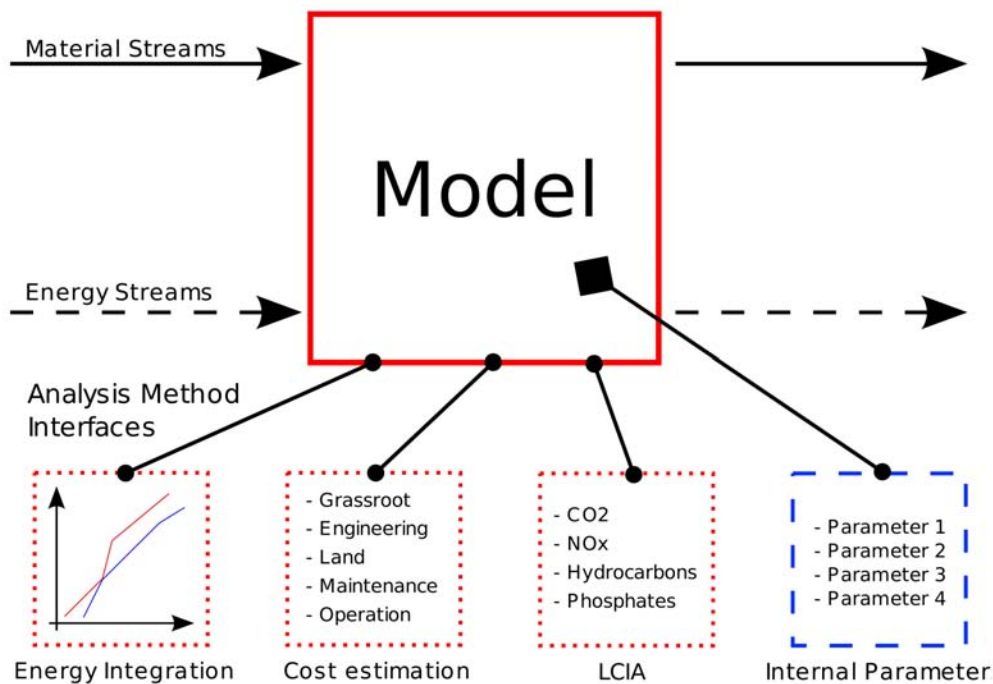 Material Streams
Model
Energy Streams
Analysis Method
Interfaces
- Grassroot
- Engineering
- Land
- Maintenance
- Operation
- CO2
- NOx
- Hydrocarbons
- Phosphates
- Parameter 1
- Parameter 2
- Parameter 3
- Parameter 4
Energy Integration
Cost estimation
LCIA
Internal Parameter